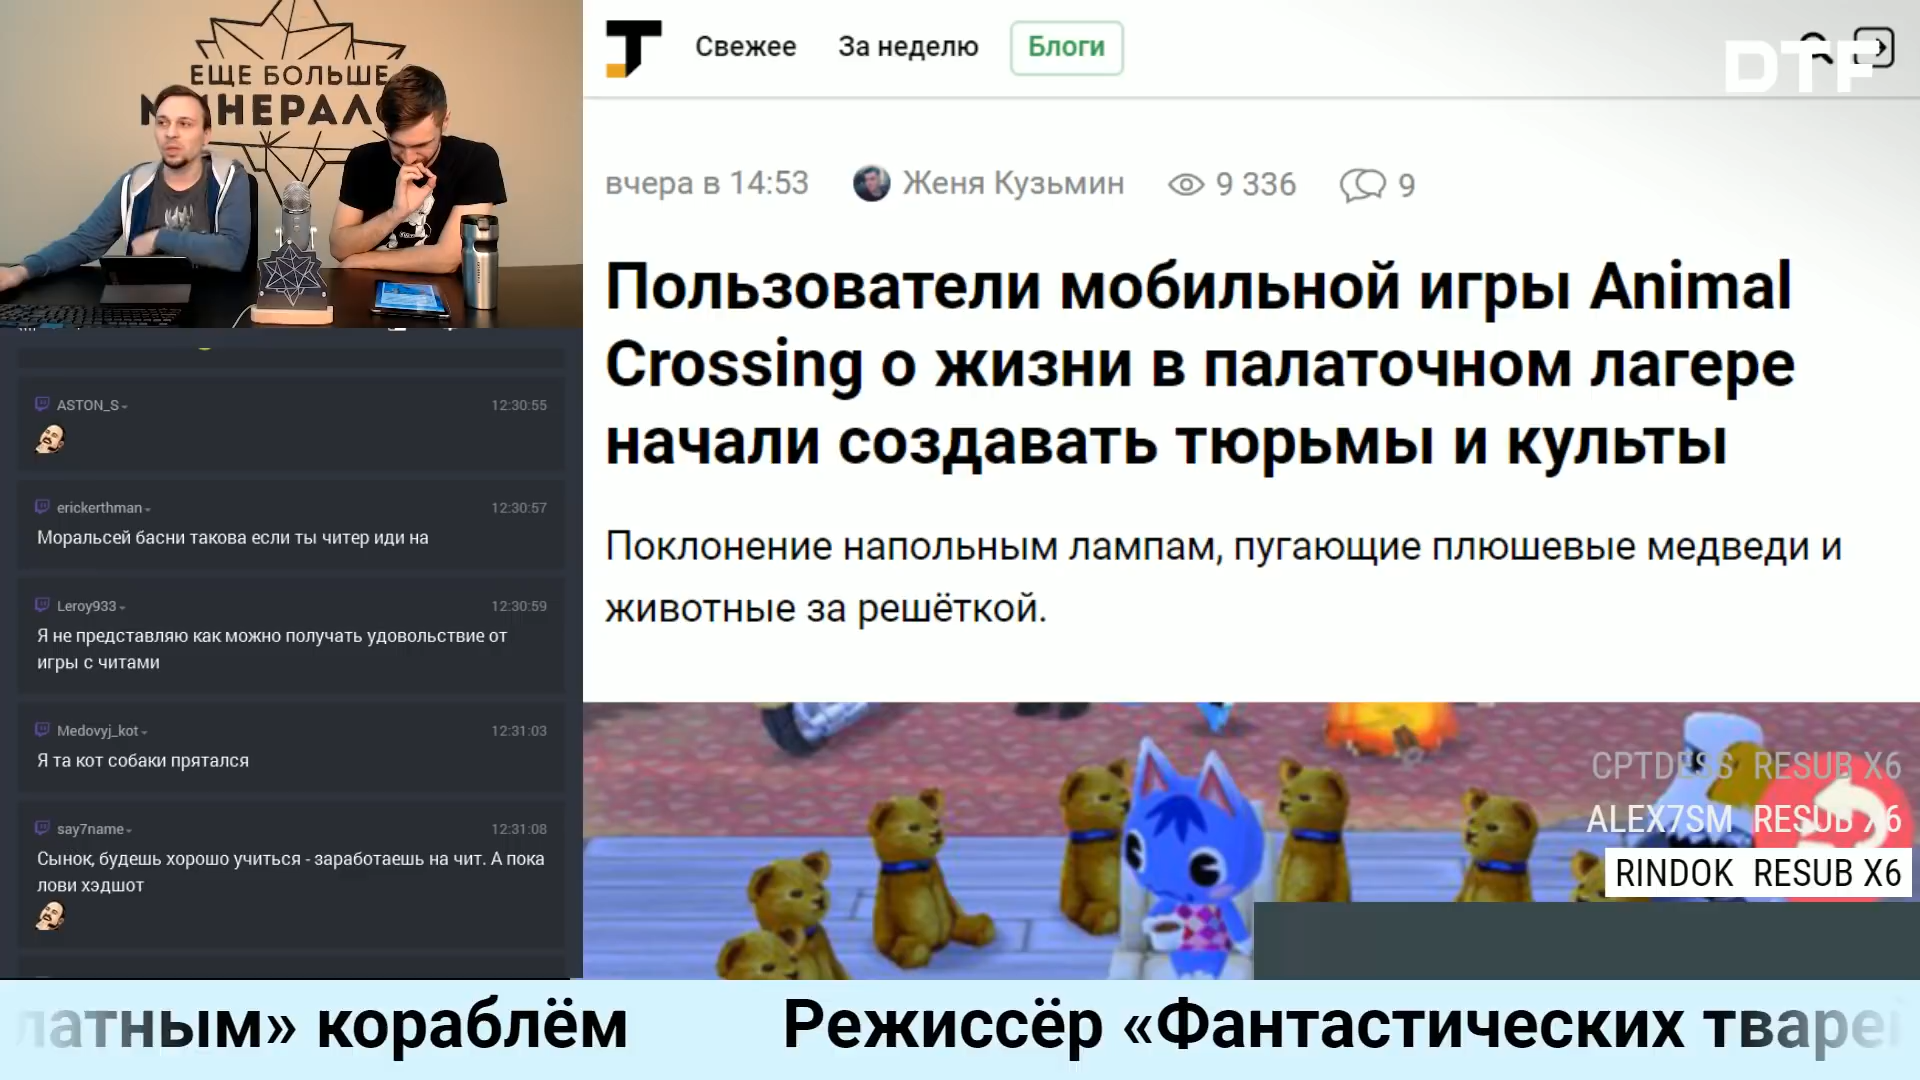 ЕЩЕ БОЛЬШЕ
ASTON_S
12:30:55
erickerthman
12:30:57
Моральсей басни такова если ты читер иди на
Leroy933
12:30:59
Я не представляю как можно получать удовольствие от
игры с читами
Medovyj_kot
12:31:03
Я та кот собаки прятался
say7name
12:31:08
Сынок, будешь хорошо учиться - заработаешь на чит. А пока
лови хэдшот
Свежее За неделю Блоги
DTF
вчера в 14:53 Женя Кузьмин 9 336 9
Пользователи мобильной игры Animal
Crossing о жизни в палаточном лагере
начали создавать тюрьмы и культы
Поклонение напольным лампам, пугающие плюшевые медведи и
животные за решёткой.
CPTDESS RESUB X6
ALEX7SM RESUB X6
RINDOK RESUB X6
латным» кораблём Режиссёр «Фантастических тварей